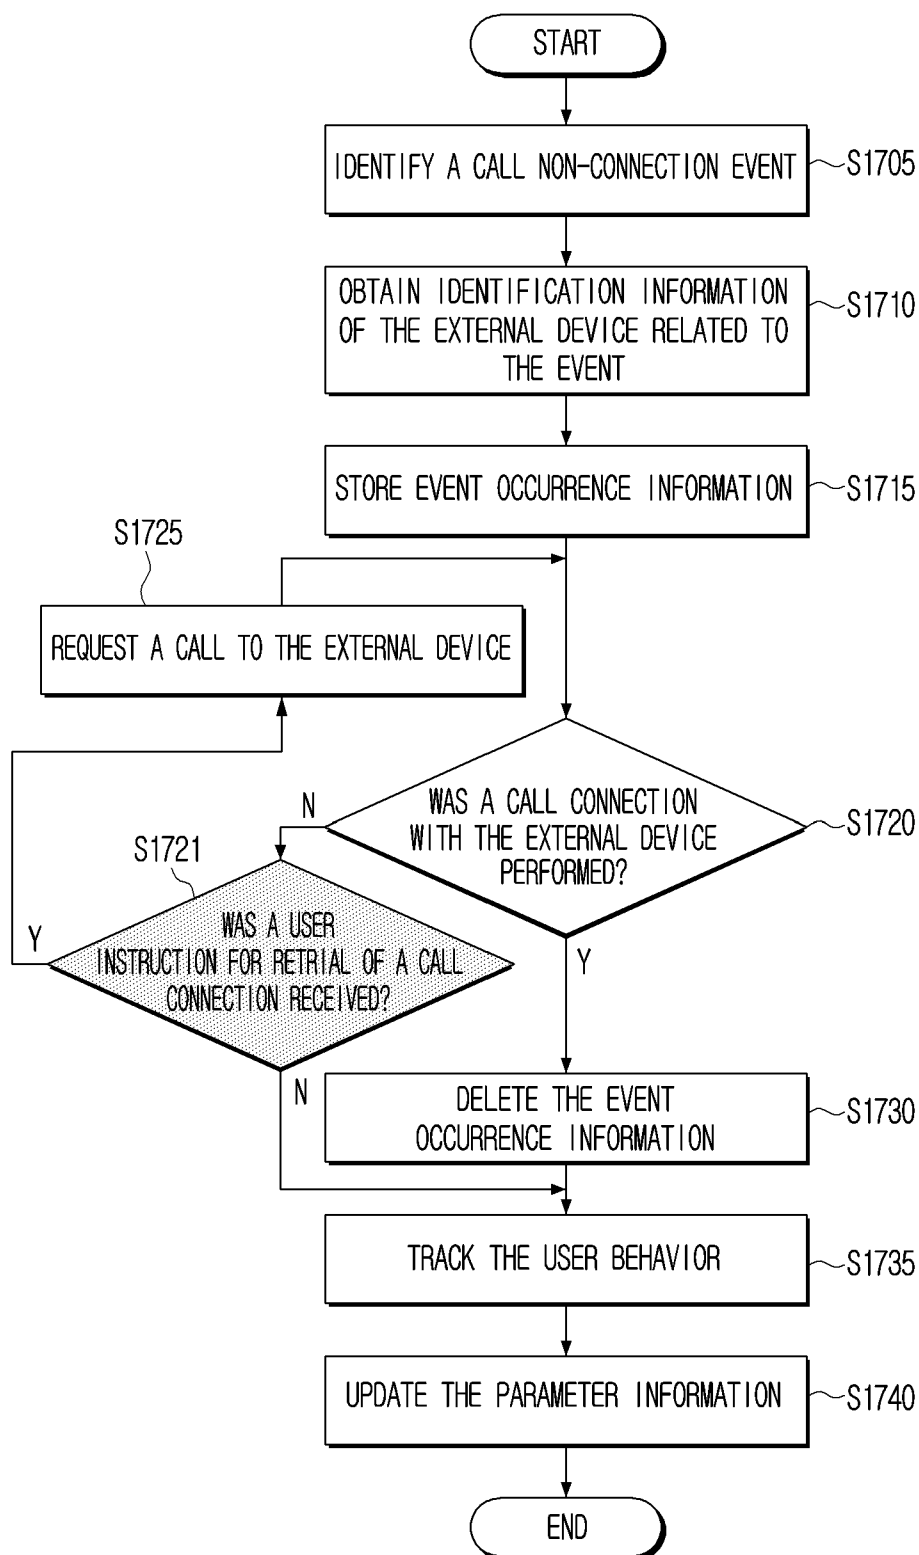 START
IDENTIFY A CALL NON-CONNECTION EVENT
S1705
OBTAIN IDENTIFICATION INFORMATION
OF THE EXTERNAL DEVICE RELATED TO
THE EVENT
S1710
STORE EVENT OCCURRENCE INFORMATION
S1715
S1725
REQUEST A CALL TO THE EXTERNAL DEVICE
WAS A CALL CONNECTION
WITH THE EXTERNAL DEVICE
PERFORMED?
S1720
N
Y
S1721
WAS A USER
INSTRUCTION FOR RETRIAL OF A CALL
CONNECTION RECEIVED?
Y
N
DELETE THE EVENT
OCCURRENCE INFORMATION
S1730
TRACK THE USER BEHAVIOR
S1735
UPDATE THE PARAMETER INFORMATION
S1740
END